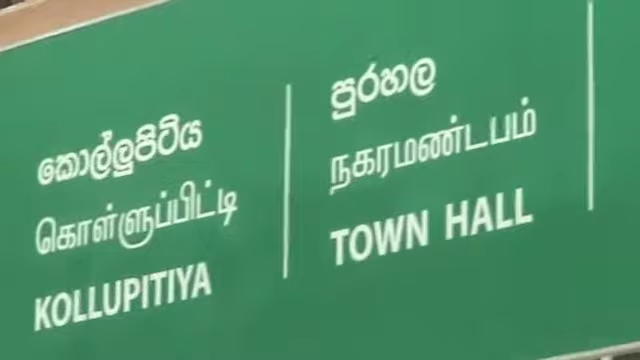 කොල්ලුපිටිය
கொள்ளுப்பிட்டி
KOLLUPITIYA
පුරහල
நகரமண்டபம்
TOWN HALL